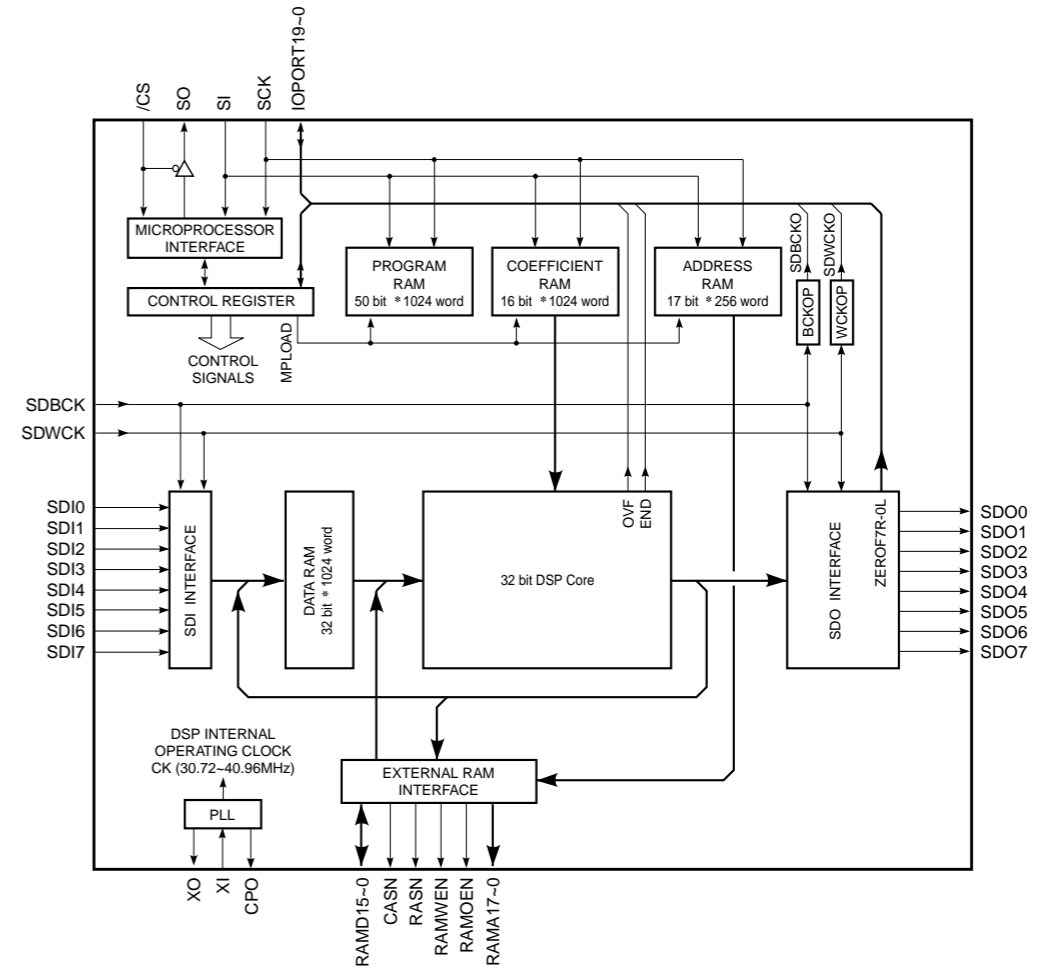 /CS
SO
SI
SCK
IOPORT19~0
MICROPROCESSOR
INTERFACE
CONTROL REGISTER
CONTROL
SIGNALS
MPLOAD
PROGRAM
RAM
50 bit *1024 word
COEFFICIENT
RAM
16 bit *1024 word
ADDRESS
RAM
17 bit *256 word
SDBCKO
SDWCKO
BCKOP
WCKOP
SDBCK
SDWCK
SDI0
SDI1
SDI2
SDI3
SDI4
SDI5
SDI6
SDI7
SDI INTERFACE
DATA RAM
32 bit *1024 word
32 bit DSP Core
OVF
END
SDO INTERFACE
ZEROF7R-0L
SDO0
SDO1
SDO2
SDO3
SDO4
SDO5
SDO6
SDO7
DSP INTERNAL
OPERATING CLOCK
CK (30.72~40.96MHz)
PLL
EXTERNAL RAM
INTERFACE
XO
XI
CPO
RAMD15~0
CASN
RASN
RAMWEN
RAMOEN
RAMA17~0